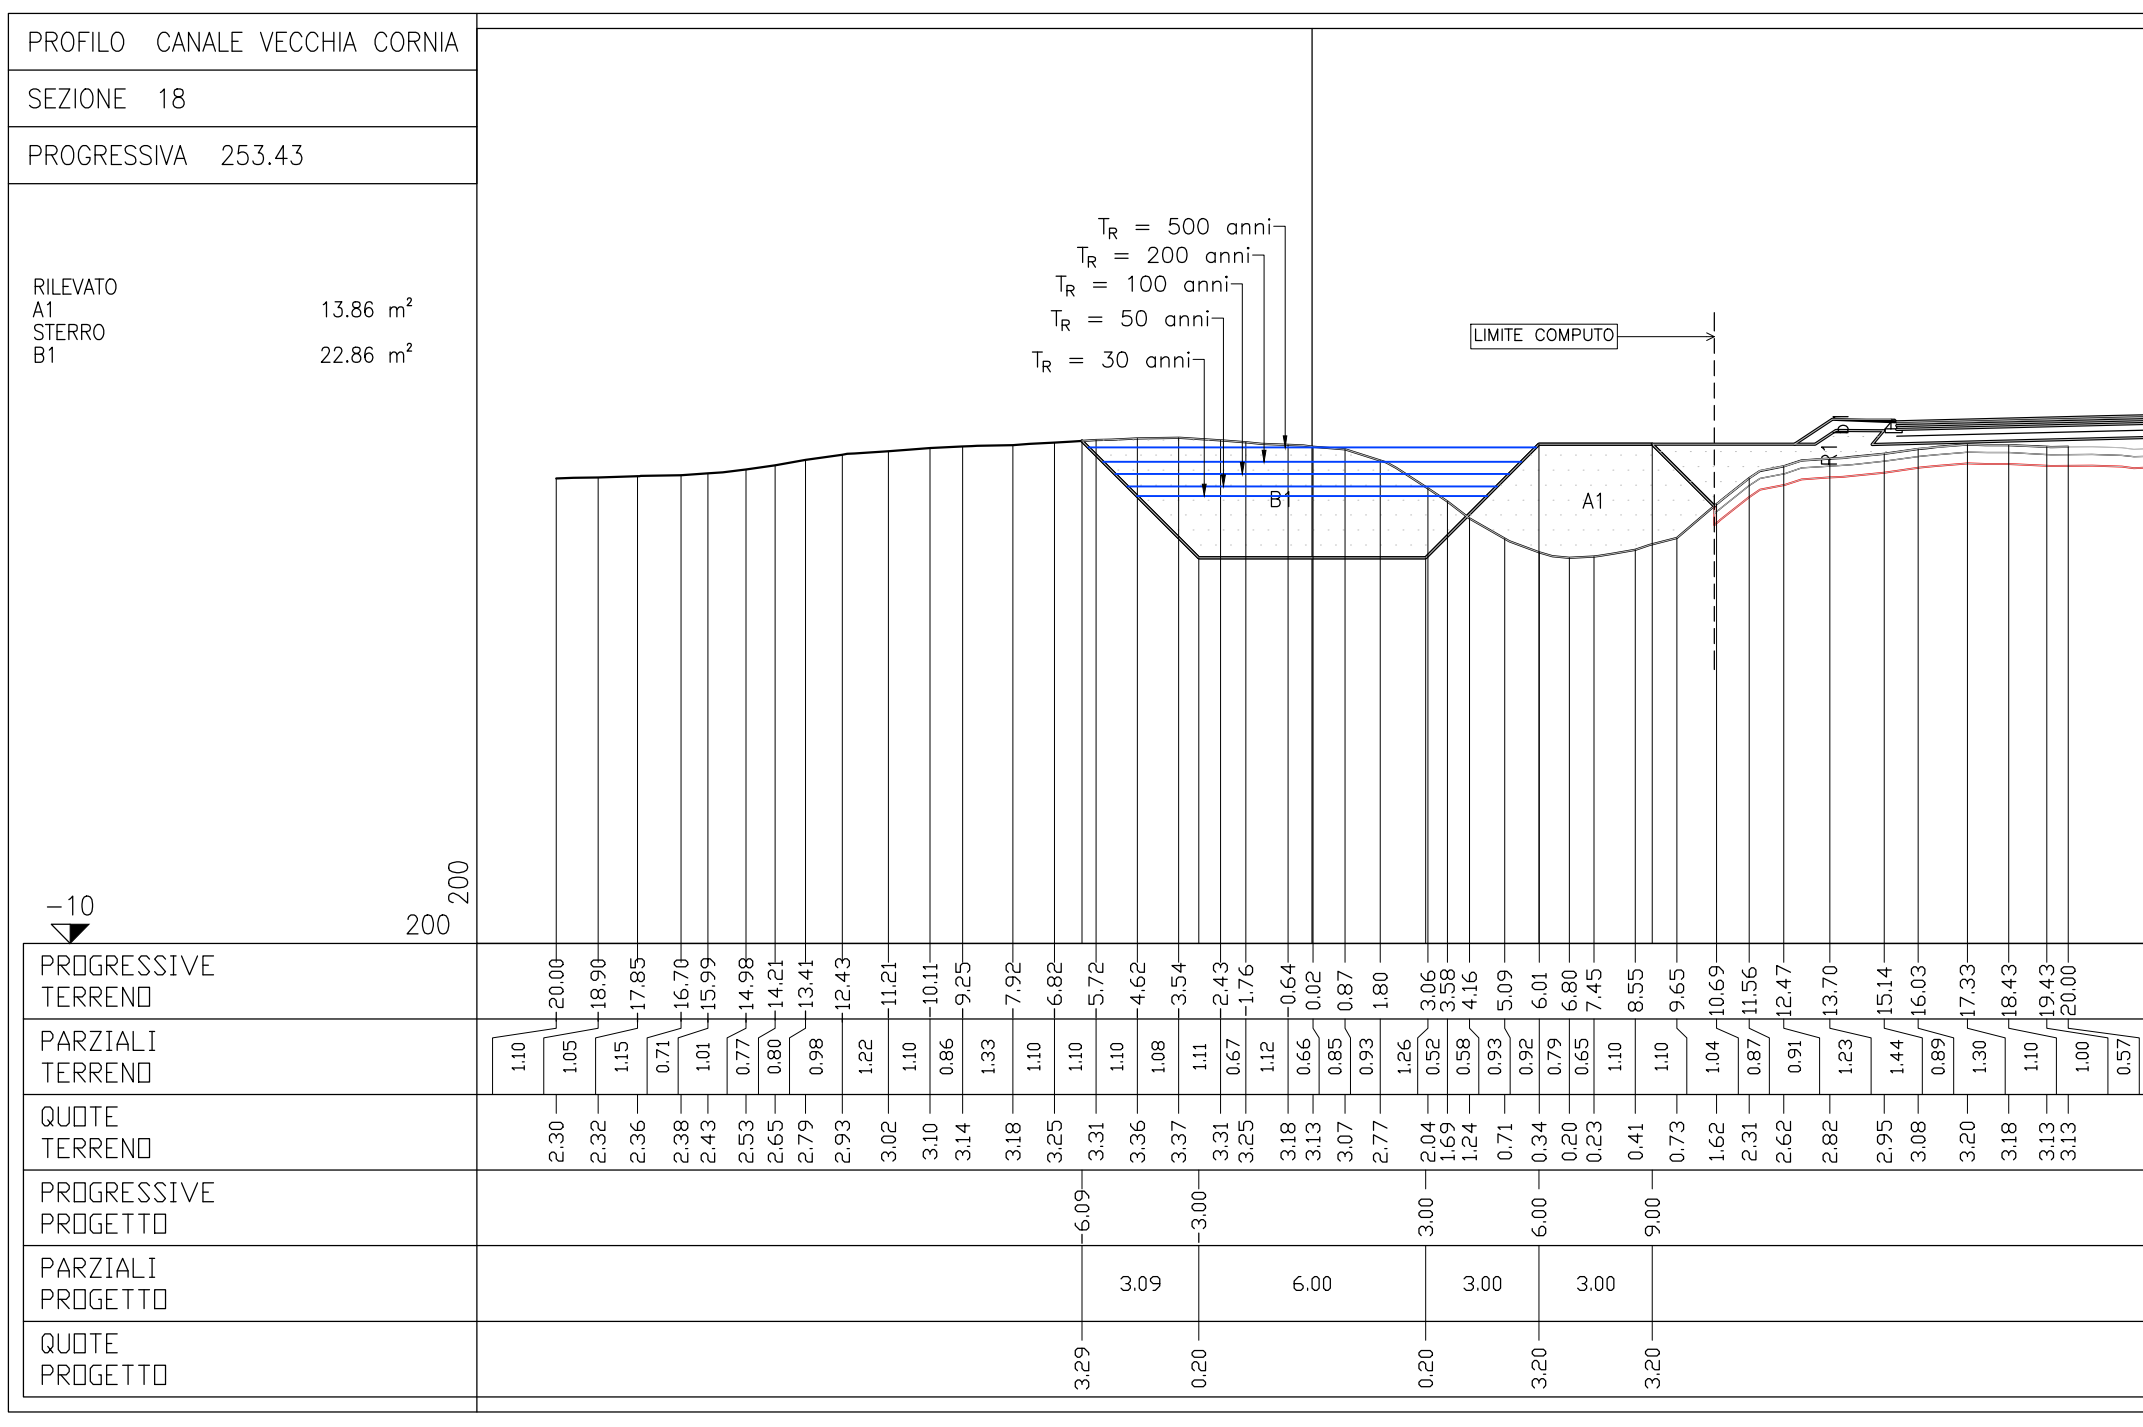 PROFILO CANALE VECCHIA CORNIA
SEZIONE 18
PROGRESSIVA 253.43
RILEVATO
A1 13.86 m²
STERRO
B1 22.86 m²
T_R = 500 anni
T_R = 200 anni
T_R = 100 anni
T_R = 50 anni
T_R = 30 anni
LIMITE COMPUTO
B1
A1
-10
200
200
PROGRESSIVE TERRENO
-20.00 -18.90 -17.85 -16.70 -15.99 -14.98 -14.21 -13.41 -12.43 -11.21 -10.11 -9.25 -7.92 -6.82 -5.72 -4.62 -3.54 -2.43 -1.76 -0.64 0.02 0.87 1.80 3.06 3.58 4.16 5.09 6.01 6.80 7.45 8.55 9.65 10.69 11.56 12.47 13.70 15.14 16.03 17.33 18.43 19.43 20.00
PARZIALI TERRENO
1.10 1.05 1.15 0.71 1.01 0.77 0.80 0.98 1.22 1.10 0.86 1.33 1.10 1.10 1.10 1.08 1.11 0.67 1.12 0.66 0.85 0.93 1.26 0.52 0.58 0.93 0.92 0.79 0.65 1.10 1.10 1.04 0.87 0.91 1.23 1.44 0.89 1.30 1.10 1.00 0.57
QUOTE TERRENO
2.30 2.32 2.36 2.38 2.43 2.53 2.65 2.79 2.93 3.02 3.10 3.14 3.18 3.25 3.31 3.36 3.37 3.31 3.25 3.18 3.13 3.07 2.77 2.04 1.69 1.24 0.71 0.34 0.20 0.23 0.41 0.73 1.62 2.31 2.62 2.82 2.95 3.08 3.20 3.18 3.13 3.13
PROGRESSIVE PROGETTO
-6.09 -3.00 3.00 6.00 9.00
PARZIALI PROGETTO
3.09 6.00 3.00 3.00
QUOTE PROGETTO
3.29 0.20 0.20 3.20 3.20